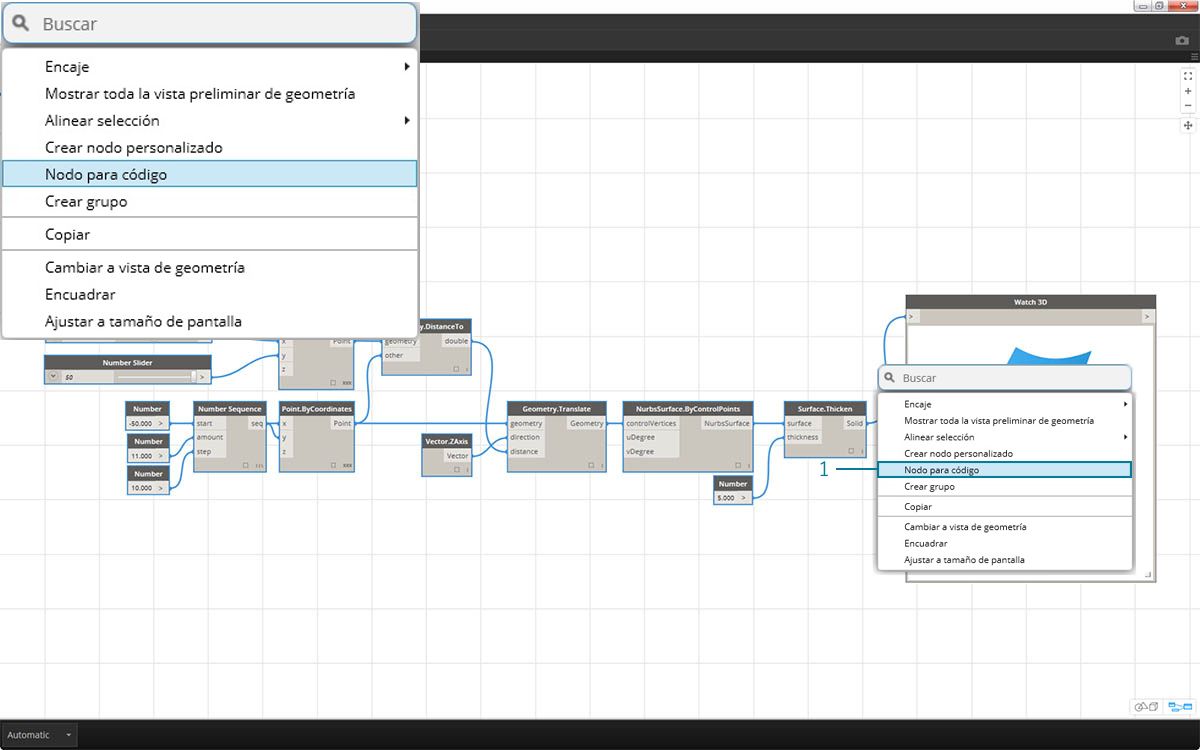 Buscar
Encaje
Mostrar toda la vista preliminar de geometría
Alinear selección
Crear nodo personalizado
Nodo para código
Crear grupo
Copiar
Cambiar a vista de geometría
Encuadrar
Ajustar a tamaño de pantalla
Watch 3D
>
>
y.DistanceTo
x
Point
geometry
double
y
other
z
Number Slider
50
>
Number
-50.000 >
Number
11.000 >
Number
10.000 >
Number Sequence
start
seq
amount
step
Point.ByCoordinates
x
Point
y
z
Vector.ZAxis
Vector
Geometry.Translate
geometry
Geometry
direction
distance
NurbsSurface.ByControlPoints
controlVertices
NurbsSurface
uDegree
vDegree
Number
5.000 >
Surface.Thicken
surface
Solid
thickness
1
Buscar
Encaje
Mostrar toda la vista preliminar de geometría
Alinear selección
Crear nodo personalizado
Nodo para código
Crear grupo
Copiar
Cambiar a vista de geometría
Encuadrar
Ajustar a tamaño de pantalla
Automatic